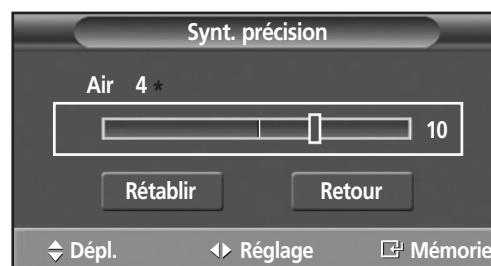 Synt. précision
Air 4 *
10
Rétablir Retour
Dépl. Réglage Mémorie